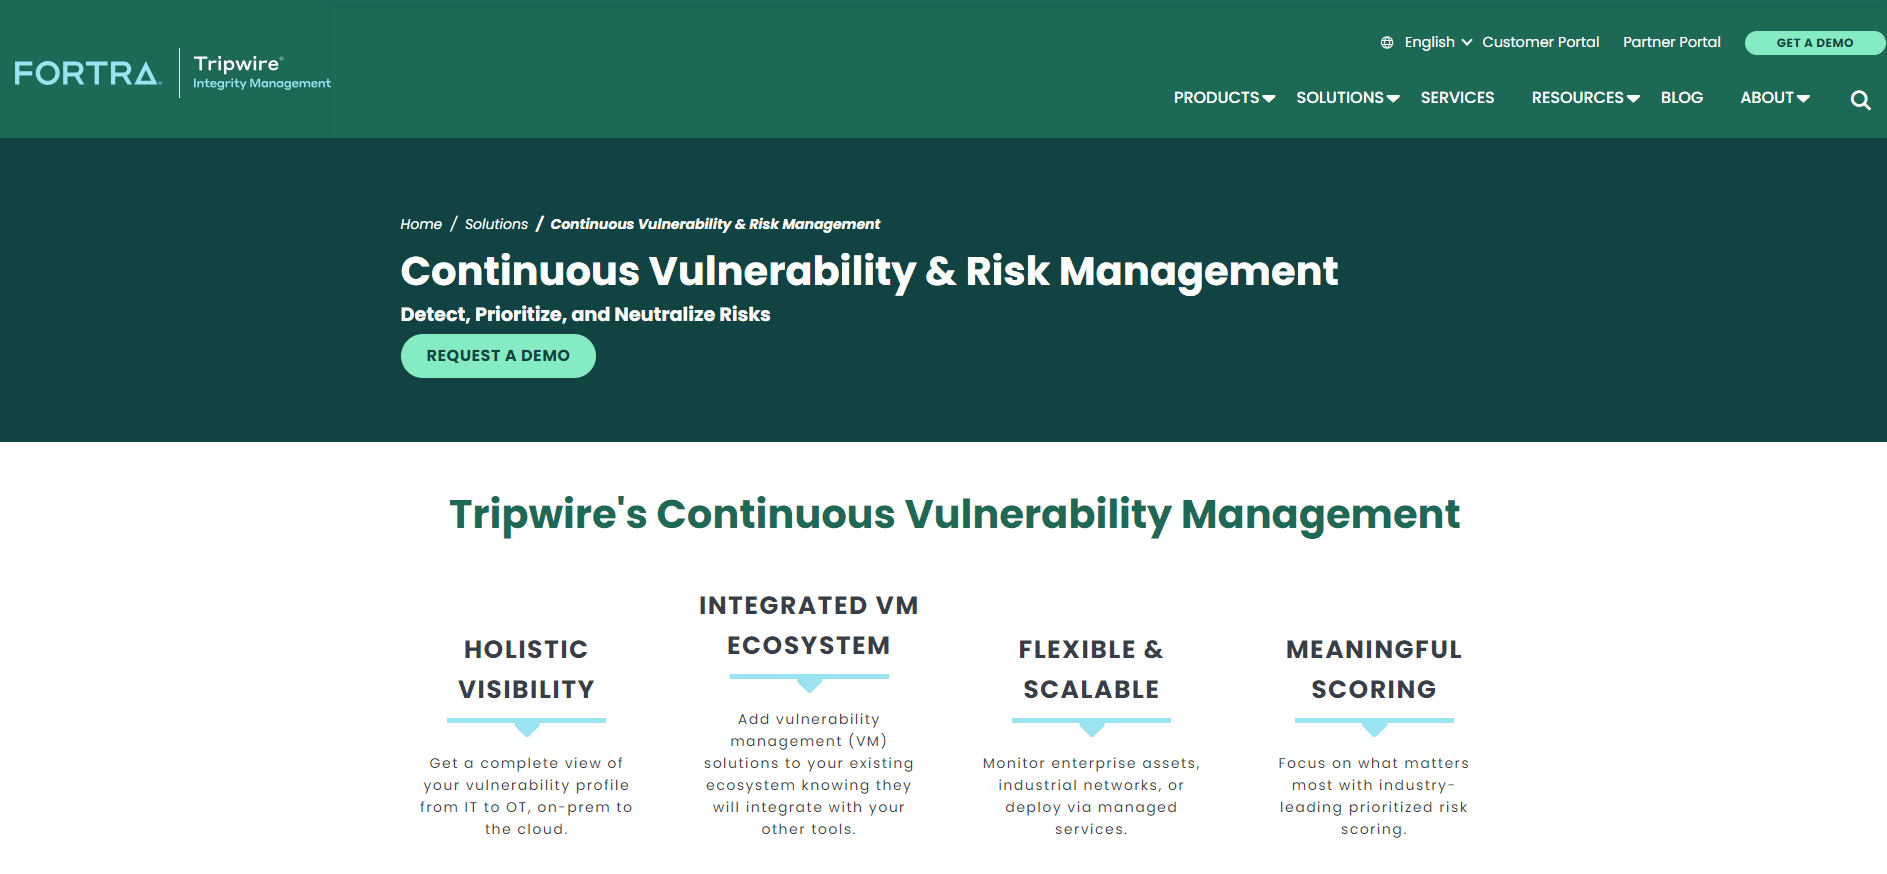 English Customer Portal Partner Portal GET A DEMO
FORTRA
Tripwire®
Integrity Management
PRODUCTS SOLUTIONS SERVICES RESOURCES BLOG ABOUT
Home / Solutions / Continuous Vulnerability & Risk Management
Continuous Vulnerability & Risk Management
Detect, Prioritize, and Neutralize Risks
REQUEST A DEMO
Tripwire's Continuous Vulnerability Management
HOLISTIC
VISIBILITY
Get a complete view of
your vulnerability profile
from IT to OT, on-prem to
the cloud.
INTEGRATED VM
ECOSYSTEM
Add vulnerability
management (VM)
solutions to your existing
ecosystem knowing they
will integrate with your
other tools.
FLEXIBLE &
SCALABLE
Monitor enterprise assets,
industrial networks, or
deploy via managed
services.
MEANINGFUL
SCORING
Focus on what matters
most with industry-
leading prioritized risk
scoring.